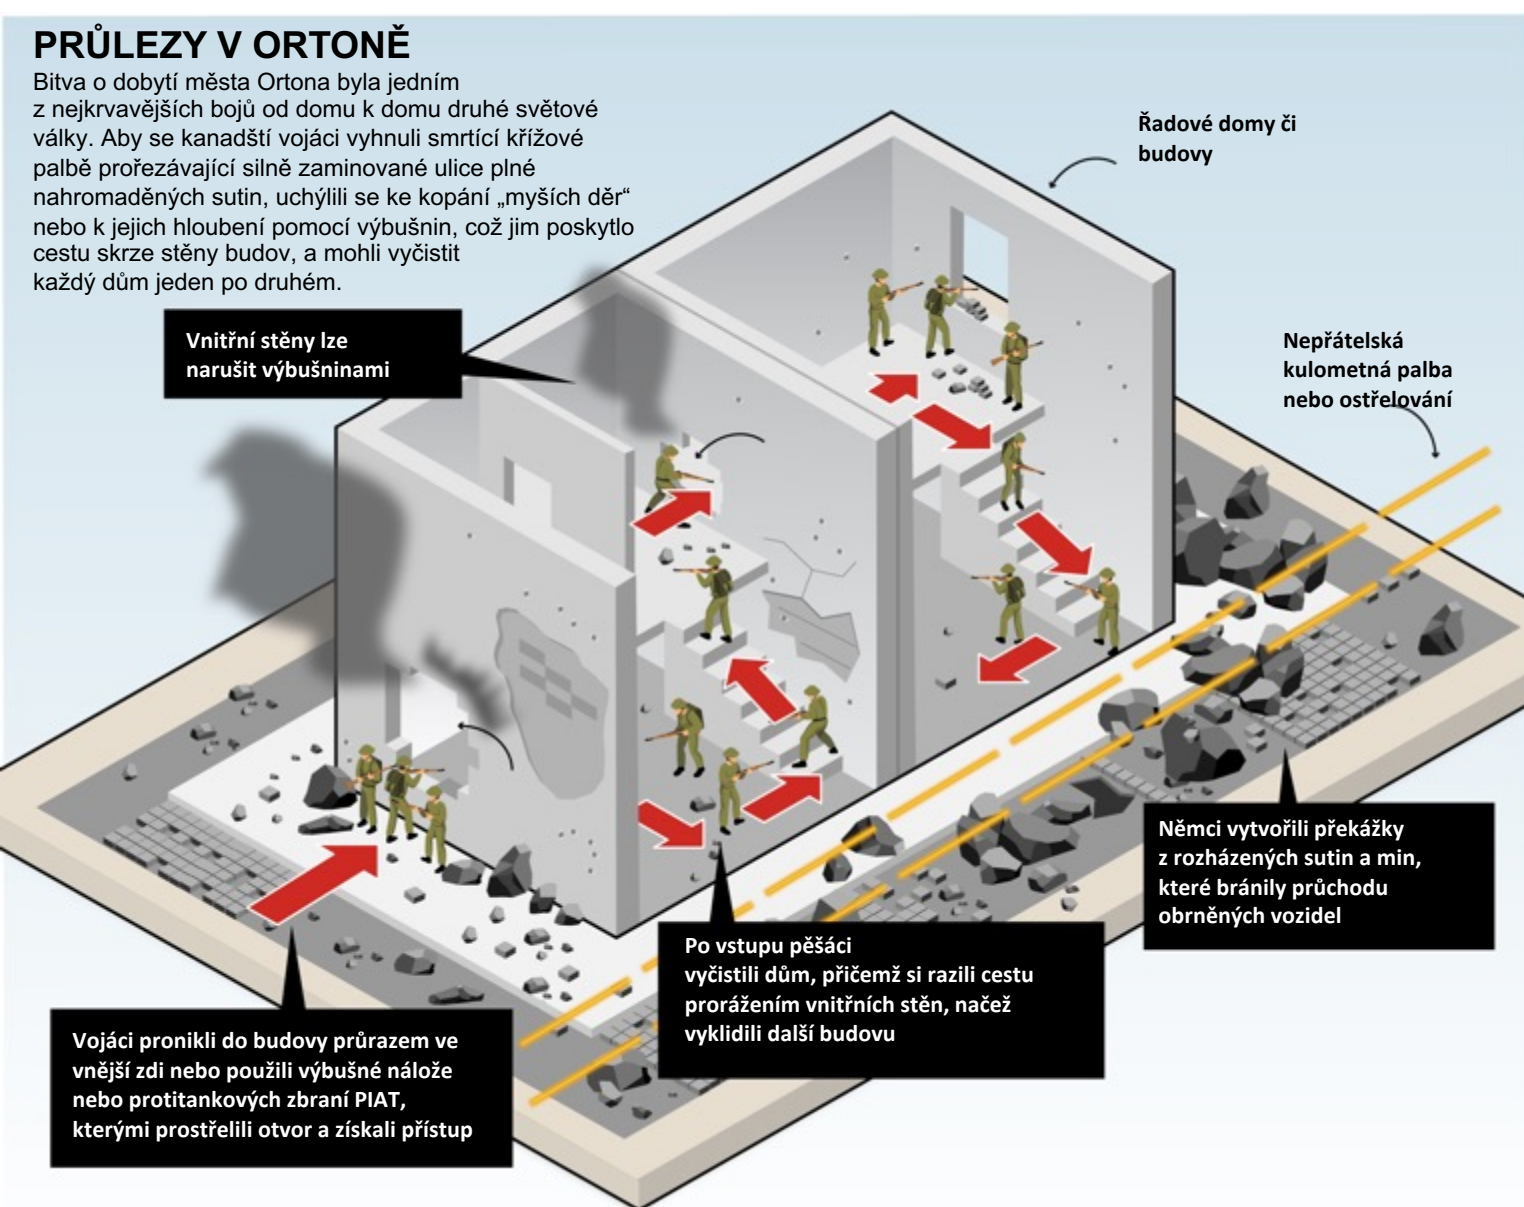 PRŮLEZY V ORTONĚ
Bitva o dobytí města Ortona byla jedním
z nejkrvavějších bojů od domu k domu druhé světové
války. Aby se kanadští vojáci vyhnuli smrtící křížové
palbě prořezávající silně zaminované ulice plné
nahromaděných sutin, uchýlili se ke kopání „myších děr“
nebo k jejich hloubení pomocí výbušnin, což jim poskytlo
cestu skrze stěny budov, a mohli vyčistit
každý dům jeden po druhém.
Řadové domy či
budovy
Vnitřní stěny lze
narušit výbušninami
Nepřátelská
kulometná palba
nebo ostřelování
Němci vytvořili překážky
z rozházených sutin a min,
které bránily průchodu
obrněných vozidel
Po vstupu pěšáci
vyčistili dům, přičemž si razili cestu
prorážením vnitřních stěn, načež
vyklidili další budovu
Vojáci pronikli do budovy průrazem ve
vnější zdi nebo použili výbušné nálože
nebo protitankových zbraní PIAT,
kterými prostřelili otvor a získali přístup